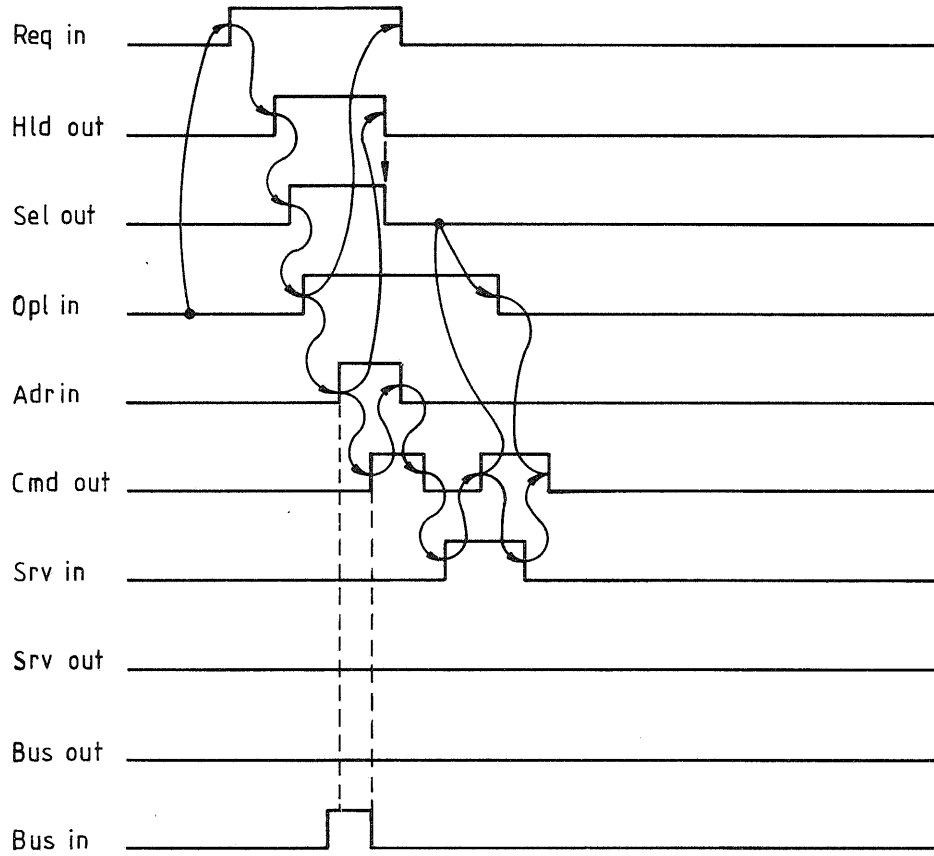 Req in
Hld out
Sel out
Opl in
Adr in
Cmd out
Srv in
Srv out
Bus out
Bus in